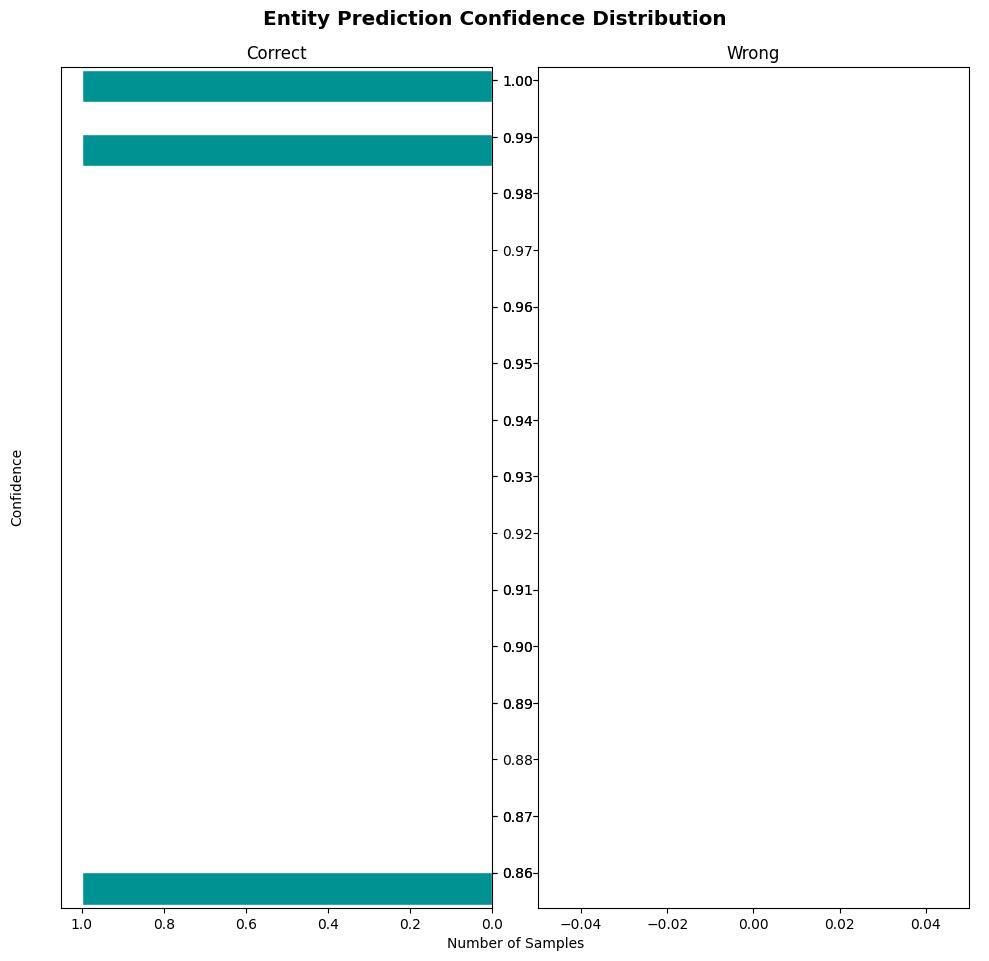 Entity Prediction Confidence Distribution
Correct
Wrong
1.00
0.99
0.98
0.97
0.96
0.95
0.94
0.93
0.92
0.91
0.90
0.89
0.88
0.87
0.86
Confidence
1.0 0.8 0.6 0.4 0.2 0.0
−0.04 −0.02 0.00 0.02 0.04
Number of Samples